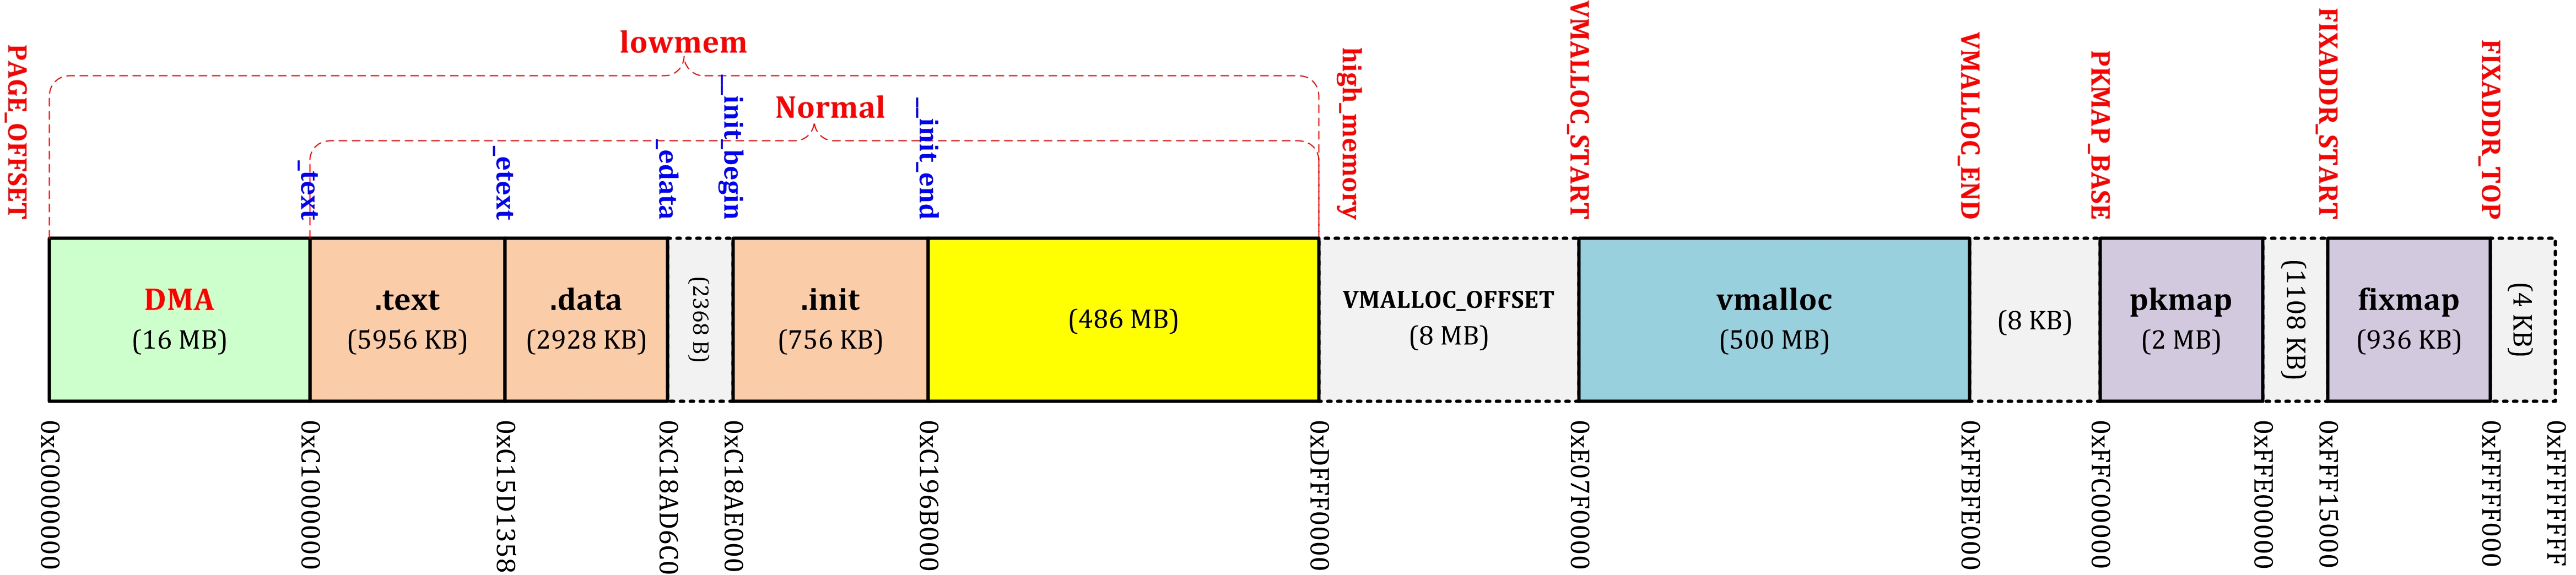 lowmem
Normal
PAGE_OFFSET
_text
_etext
_edata
__init_begin
__init_end
high_memory
VMALLOC_START
VMALLOC_END
PKMAP_BASE
FIXADDR_START
FIXADDR_TOP
DMA
(16 MB)
.text
(5956 KB)
.data
(2928 KB)
(2368 B)
.init
(756 KB)
(486 MB)
VMALLOC_OFFSET
(8 MB)
vmalloc
(500 MB)
(8 KB)
pkmap
(2 MB)
(1108 KB)
fixmap
(936 KB)
(4 KB)
0xC0000000
0xC1000000
0xC15D1358
0xC18AD6C0
0xC18AE000
0xC196B000
0xDFFF0000
0xE07F0000
0xFFBFE000
0xFFC00000
0xFFE00000
0xFFF15000
0xFFFFF000
0xFFFFFFFF